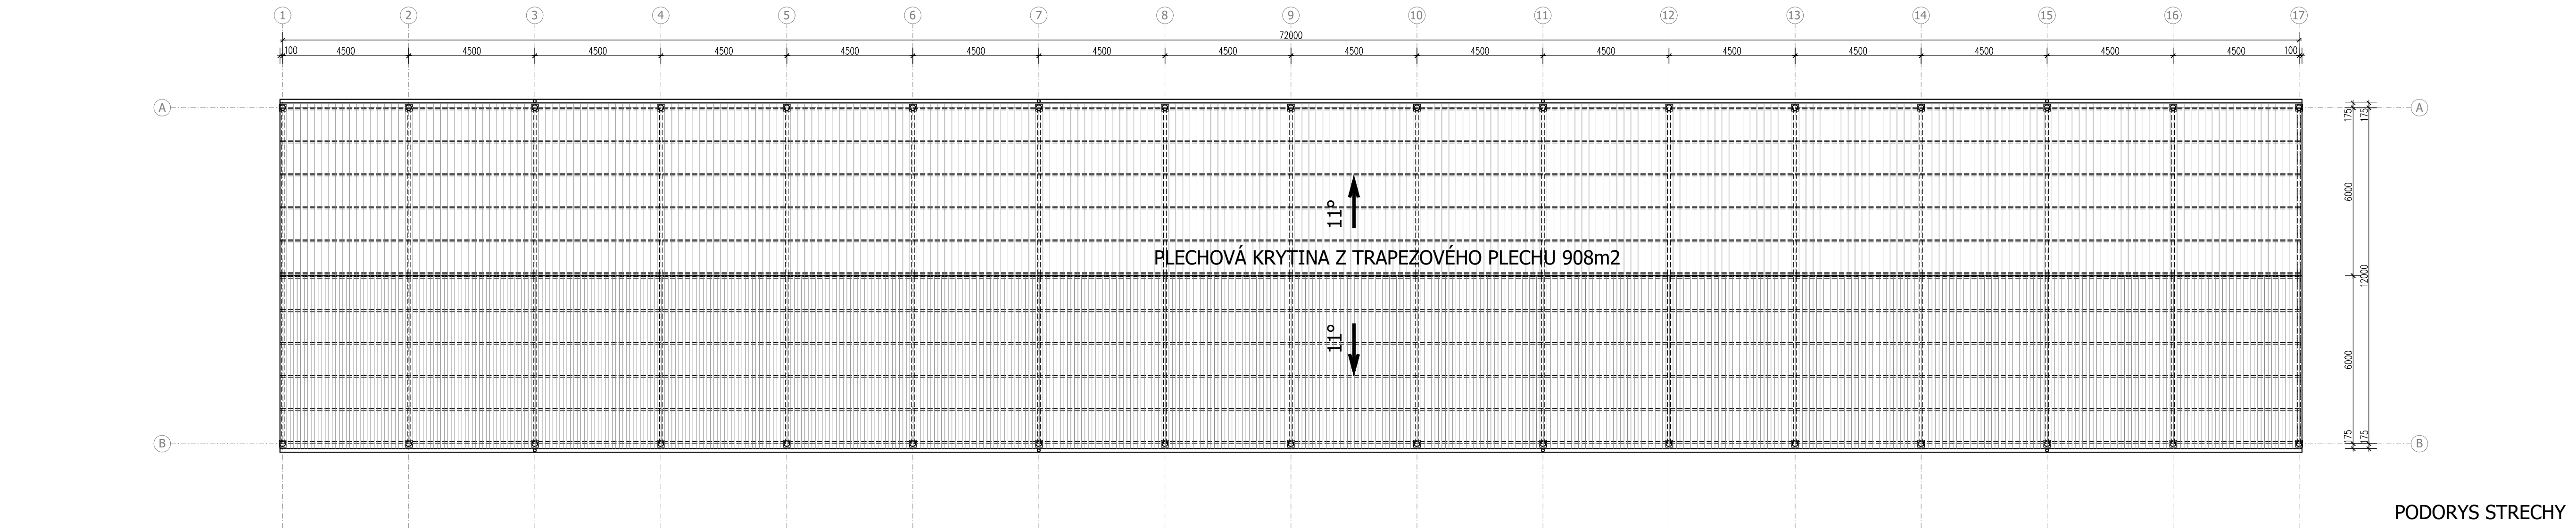 1 2 3 4 5 6 7 8 9 10 11 12 13 14 15 16 17
72000
100 4500 4500 4500 4500 4500 4500 4500 4500 4500 4500 4500 4500 4500 4500 4500 4500 100
A A
175 175
11° 6000
PLECHOVÁ KRYTINA Z TRAPEZOVÉHO PLECHU 908m2
12000
11° 6000
175 175
B B
PODORYS STRECHY